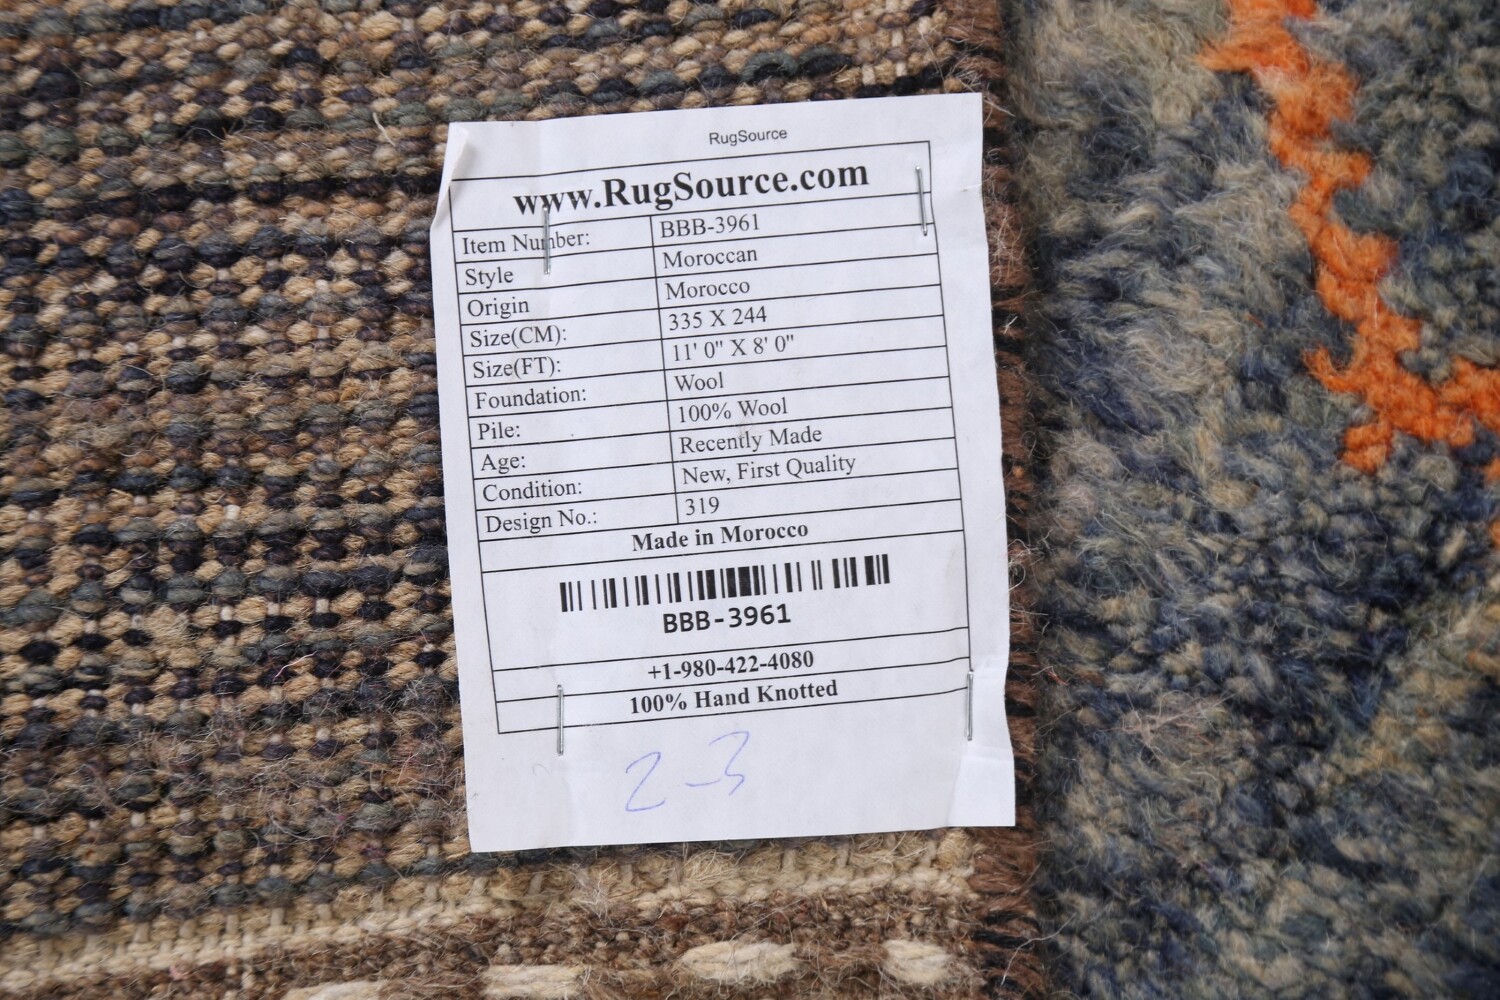 RugSource
www.RugSource.com
Item Number: BBB-3961
Style Moroccan
Origin Morocco
Size(CM): 335 X 244
Size(FT): 11' 0" X 8' 0"
Foundation: Wool
Pile: 100% Wool
Age: Recently Made
Condition: New, First Quality
Design No.: 319
Made in Morocco
BBB-3961
+1-980-422-4080
100% Hand Knotted
2-3